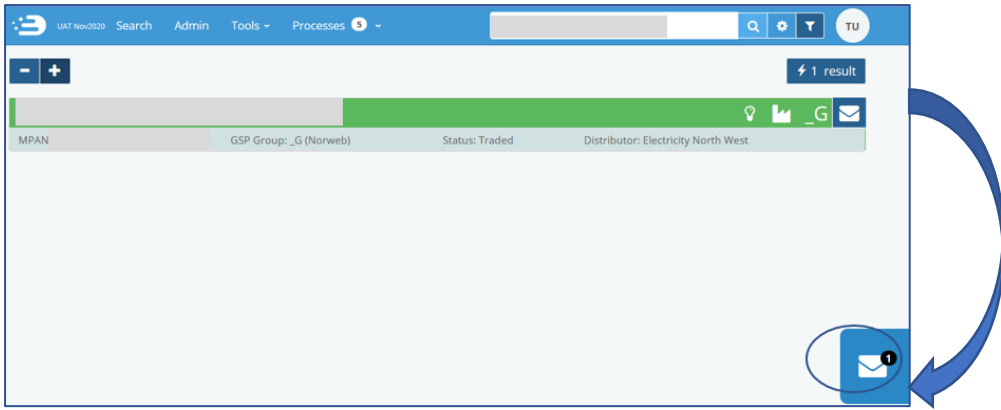 UAT Nov2020 Search Admin Tools Processes 5 TU
1 result
_G
MPAN GSP Group: _G (Norweb) Status: Traded Distributor: Electricity North West
1